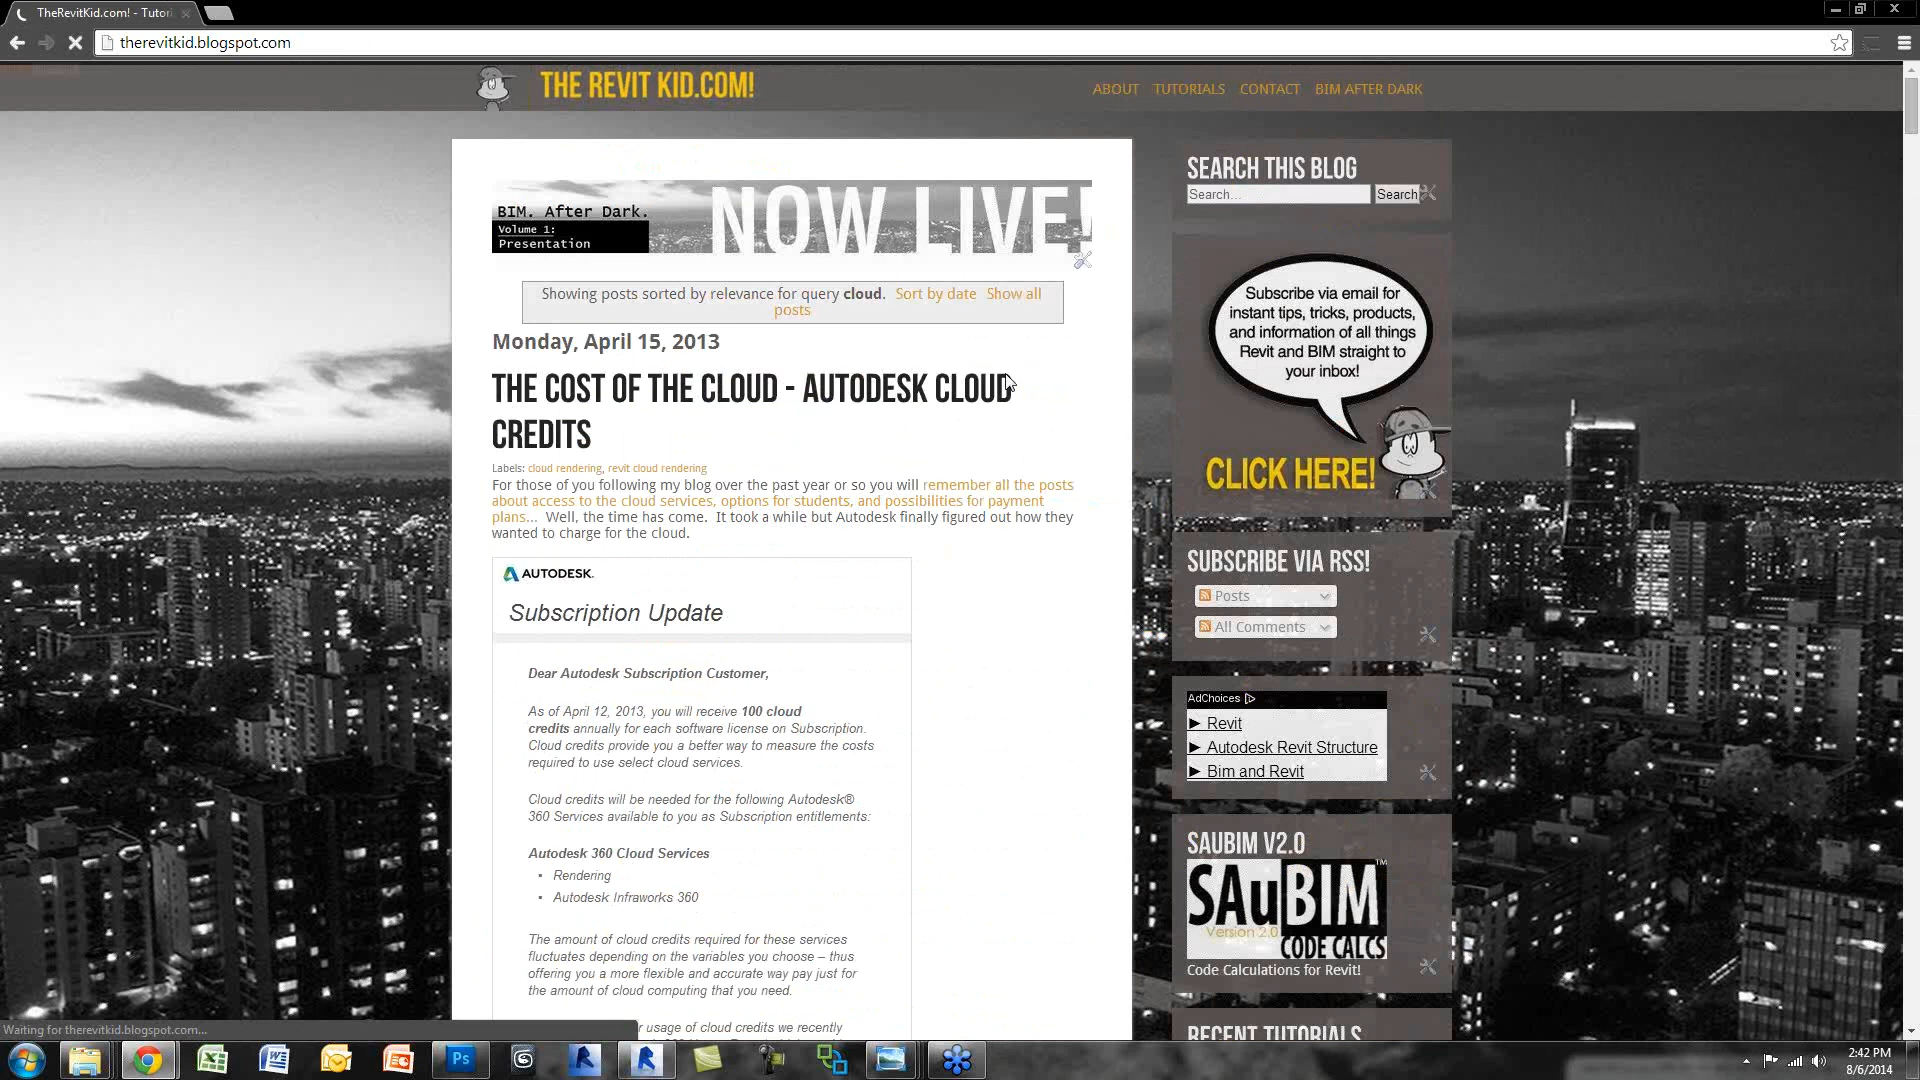 TheRevitKid.com! - Tutori
therevitkid.blogspot.com
THE REVIT KID.COM!
ABOUT TUTORIALS CONTACT BIM AFTER DARK
BIM. After Dark.
Volume 1:
Presentation
NOW LIVE!
Showing posts sorted by relevance for query cloud. Sort by date Show all
posts
Monday, April 15, 2013
THE COST OF THE CLOUD - AUTODESK CLOUD
CREDITS
Labels: cloud rendering, revit cloud rendering
For those of you following my blog over the past year or so you will remember all the posts
about access to the cloud services, options for students, and possibilities for payment
plans... Well, the time has come. It took a while but Autodesk finally figured out how they
wanted to charge for the cloud.
AUTODESK.
Subscription Update
Dear Autodesk Subscription Customer,
As of April 12, 2013, you will receive 100 cloud
credits annually for each software license on Subscription.
Cloud credits provide you a better way to measure the costs
required to use select cloud services.
Cloud credits will be needed for the following Autodesk®
360 Services available to you as Subscription entitlements:
Autodesk 360 Cloud Services
• Rendering
• Autodesk Infraworks 360
The amount of cloud credits required for these services
fluctuates depending on the variables you choose – thus
offering you a more flexible and accurate way pay just for
the amount of cloud computing that you need.
r usage of cloud credits we recently
SEARCH THIS BLOG
Search... Search
Subscribe via email for
instant tips, tricks, products,
and information of all things
Revit and BIM straight to
your inbox!
CLICK HERE!
SUBSCRIBE VIA RSS!
Posts
All Comments
AdChoices
► Revit
► Autodesk Revit Structure
► Bim and Revit
SAUBIM V2.0
SAuBIM™
Version 2.0
CODE CALCS
Code Calculations for Revit!
RECENT TUTORIALS
Waiting for therevitkid.blogspot.com...
Ps
2:42 PM
8/6/2014